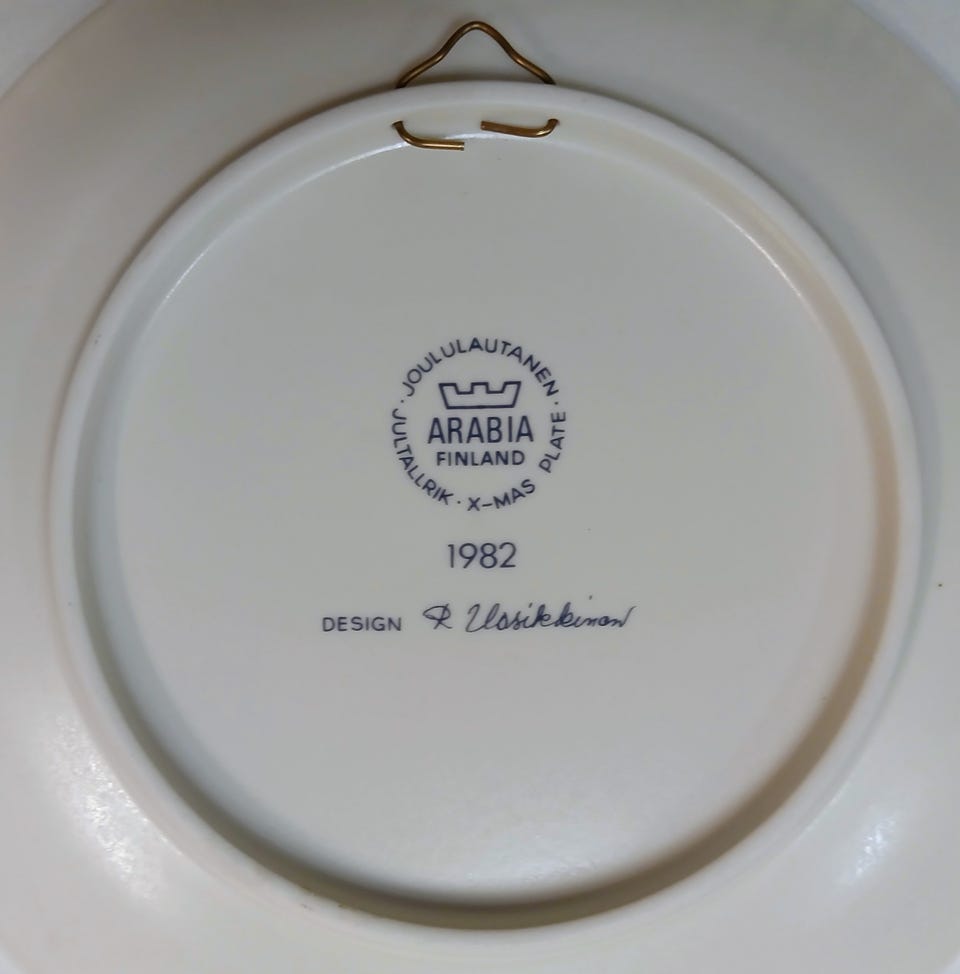 JOULULAUTANEN · X-MAS PLATE · JULTALLRIK ·
ARABIA
FINLAND
1982
DESIGN R Uosikkinen